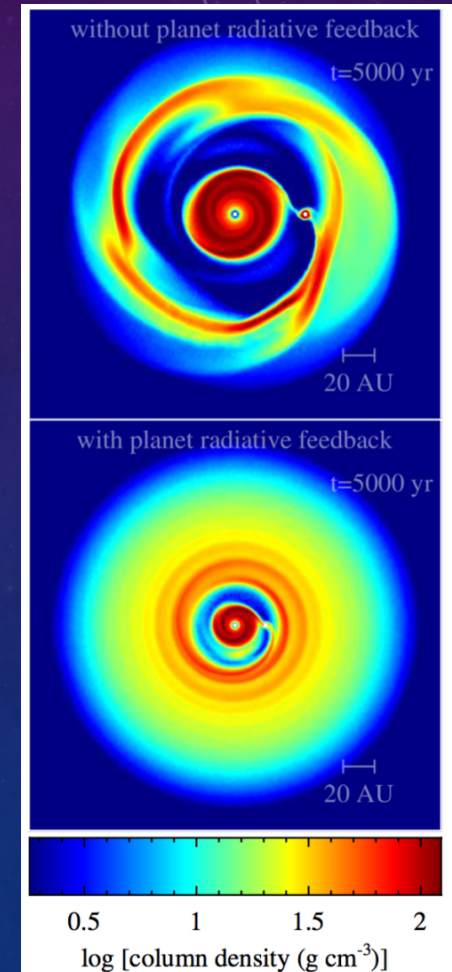 without planet radiative feedback
t=5000 yr
20 AU
with planet radiative feedback
t=5000 yr
20 AU
0.5 1 1.5 2
log [column density (g cm⁻³)]